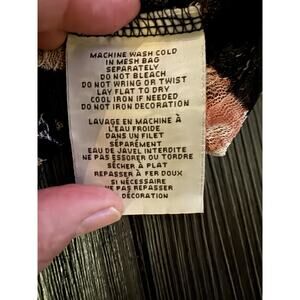 MACHINE WASH COLD
IN MESH BAG
SEPARATELY
DO NOT BLEACH
DO NOT WRING OR TWIST
LAY FLAT TO DRY
COOL IRON IF NEEDED
DO NOT IRON DECORATION
LAVAGE EN MACHINE À
L'EAU FROIDE
DANS UN FILET
SÉPARÉMENT
EAU DE JAVEL INTERDITE
NE PAS ESSORER OU TORDRE
SÉCHER À PLAT
REPASSER À FER DOUX
SI NÉCESSAIRE
NE PAS REPASSER
DÉCORATION